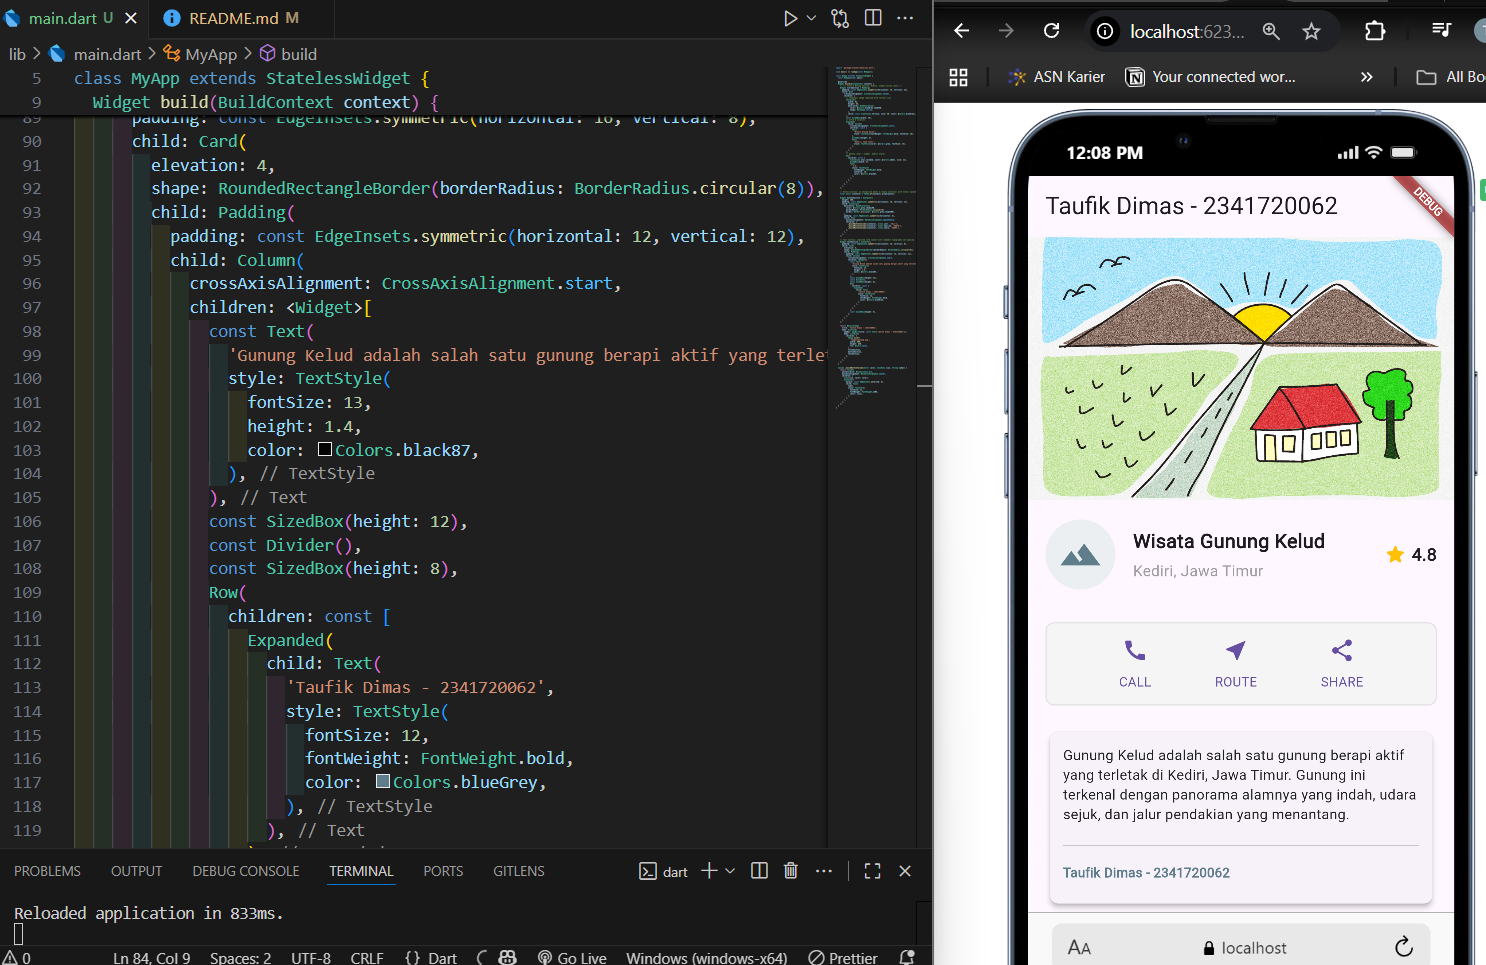 main.dart U
README.md M
lib > main.dart > MyApp > build
5 class MyApp extends StatelessWidget {
9 Widget build(BuildContext context) {
89 padding: const EdgeInsets.symmetric(horizontal: 16, vertical: 8),
90 child: Card(
91 elevation: 4,
92 shape: RoundedRectangleBorder(borderRadius: BorderRadius.circular(8)),
93 child: Padding(
94 padding: const EdgeInsets.symmetric(horizontal: 12, vertical: 12),
95 child: Column(
96 crossAxisAlignment: CrossAxisAlignment.start,
97 children: <Widget>[
98 const Text(
99 'Gunung Kelud adalah salah satu gunung berapi aktif yang terlet
100 style: TextStyle(
101 fontSize: 13,
102 height: 1.4,
103 color: Colors.black87,
104 ), // TextStyle
105 ), // Text
106 const SizedBox(height: 12),
107 const Divider(),
108 const SizedBox(height: 8),
109 Row(
110 children: const [
111 Expanded(
112 child: Text(
113 'Taufik Dimas - 2341720062',
114 style: TextStyle(
115 fontSize: 12,
116 fontWeight: FontWeight.bold,
117 color: Colors.blueGrey,
118 ), // TextStyle
119 ), // Text
PROBLEMS OUTPUT DEBUG CONSOLE TERMINAL PORTS GITLENS
dart
Reloaded application in 833ms.
0 Ln 84, Col 9 Spaces: 2 UTF-8 CRLF {} Dart Go Live Windows (windows-x64) Prettier
localhost:623...
ASN Karier
Your connected wor...
»
All Bo
12:08 PM
DEBUG
Taufik Dimas - 2341720062
Wisata Gunung Kelud
Kediri, Jawa Timur
4.8
CALL ROUTE SHARE
Gunung Kelud adalah salah satu gunung berapi aktif
yang terletak di Kediri, Jawa Timur. Gunung ini
terkenal dengan panorama alamnya yang indah, udara
sejuk, dan jalur pendakian yang menantang.
Taufik Dimas - 2341720062
AA localhost